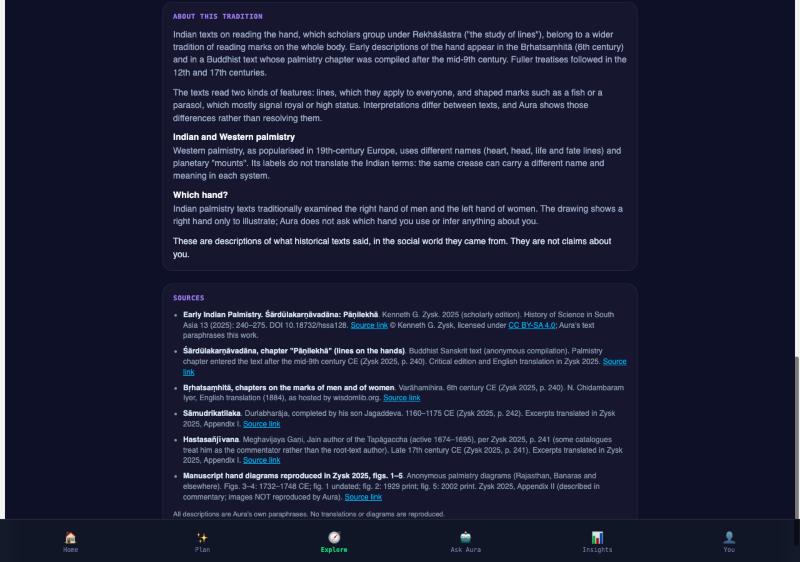 ABOUT THIS TRADITION
Indian texts on reading the hand, which scholars group under Rekhāśāstra ("the study of lines"), belong to a wider
tradition of reading marks on the whole body. Early descriptions of the hand appear in the Bṛhatsaṃhitā (6th century)
and in a Buddhist text whose palmistry chapter was compiled after the mid-9th century. Fuller treatises followed in the
12th and 17th centuries.
The texts read two kinds of features: lines, which they apply to everyone, and shaped marks such as a fish or a
parasol, which mostly signal royal or high status. Interpretations differ between texts, and Aura shows those
differences rather than resolving them.
Indian and Western palmistry
Western palmistry, as popularised in 19th-century Europe, uses different names (heart, head, life and fate lines) and
planetary "mounts". Its labels do not translate the Indian terms: the same crease can carry a different name and
meaning in each system.
Which hand?
Indian palmistry texts traditionally examined the right hand of men and the left hand of women. The drawing shows a
right hand only to illustrate; Aura does not ask which hand you use or infer anything about you.
These are descriptions of what historical texts said, in the social world they came from. They are not claims about
you.
SOURCES
• Early Indian Palmistry. Śārdūlakarṇāvadāna: Pāṇilekhā. Kenneth G. Zysk. 2025 (scholarly edition). History of Science in South
Asia 13 (2025): 240–275. DOI 10.18732/hssa128. Source link © Kenneth G. Zysk, licensed under CC BY-SA 4.0; Aura's text
paraphrases this work.
• Śārdūlakarṇāvadāna, chapter "Pāṇilekhā" (lines on the hands). Buddhist Sanskrit text (anonymous compilation). Palmistry
chapter entered the text after the mid-9th century CE (Zysk 2025, p. 240). Critical edition and English translation in Zysk 2025. Source
link
• Bṛhatsaṃhitā, chapters on the marks of men and of women. Varāhamihira. 6th century CE (Zysk 2025, p. 240). N. Chidambaram
Iyer, English translation (1884), as hosted by wisdomlib.org. Source link
• Sāmudrikatilaka. Durlabharāja, completed by his son Jagaddeva. 1160–1175 CE (Zysk 2025, p. 242). Excerpts translated in Zysk
2025, Appendix I. Source link
• Hastasañjīvana. Meghavijaya Gaṇi, Jain author of the Tapāgaccha (active 1674–1695), per Zysk 2025, p. 241 (some catalogues
treat him as the commentator rather than the root-text author). Late 17th century CE (Zysk 2025, p. 241). Excerpts translated in Zysk
2025, Appendix I. Source link
• Manuscript hand diagrams reproduced in Zysk 2025, figs. 1–5. Anonymous palmistry diagrams (Rajasthan, Banaras and
elsewhere). Figs. 3–4: 1732–1748 CE; fig. 1 undated; fig. 2: 1929 print; fig. 5: 2002 print. Zysk 2025, Appendix II (described in
commentary; images NOT reproduced by Aura). Source link
All descriptions are Aura's own paraphrases. No translations or diagrams are reproduced.
Home Plan Explore Ask Aura Insights You